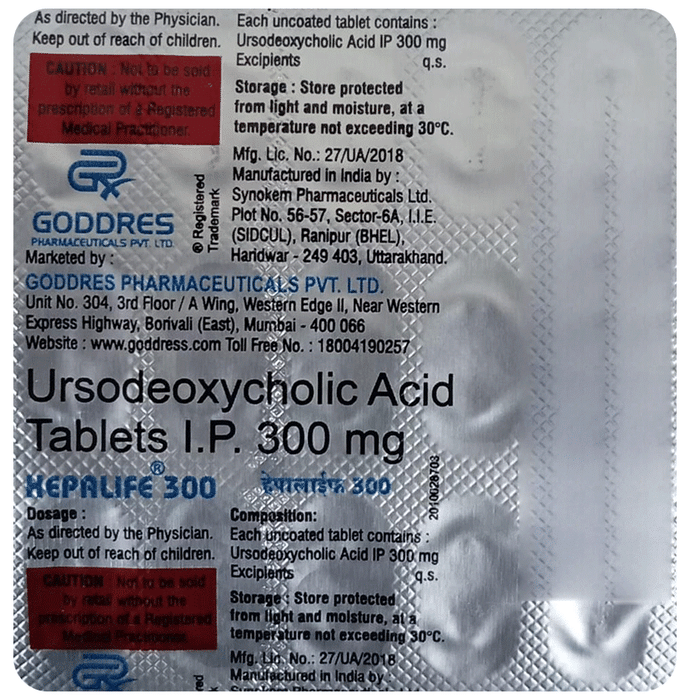 As directed by the Physician.
Keep out of reach of children.
CAUTION : Not to be sold
by retail without the
prescription of a Registered
Medical Practitioner
Each uncoated tablet contains :
Ursodeoxycholic Acid IP 300 mg
Excipients q.s.
Storage : Store protected
from light and moisture, at a
temperature not exceeding 30°C.
Mfg. Lic. No.: 27/UA/2018
Manufactured in India by :
Synokem Pharmaceuticals Ltd.
Plot No. 56-57, Sector-6A, I.I.E.
(SIDCUL), Ranipur (BHEL),
Haridwar - 249 403, Uttarakhand.
GODDRES
PHARMACEUTICALS PVT. LTD.
® Registered
Trademark
Marketed by :
GODDRES PHARMACEUTICALS PVT. LTD.
Unit No. 304, 3rd Floor / A Wing, Western Edge II, Near Western
Express Highway, Borivali (East), Mumbai - 400 066
Website : www.goddress.com Toll Free No. : 18004190257
Ursodeoxycholic Acid
Tablets I.P. 300 mg
HEPALIFE® 300 हेपालाईफ 300
2010028703
Dosage :
As directed by the Physician.
Keep out of reach of children.
CAUTION : Not to be sold
by retail without the
prescription of a Registered
Medical Practitioner
Composition:
Each uncoated tablet contains :
Ursodeoxycholic Acid IP 300 mg
Excipients q.s.
Storage : Store protected
from light and moisture, at a
temperature not exceeding 30°C.
Mfg. Lic. No.: 27/UA/2018
Manufactured in India by :